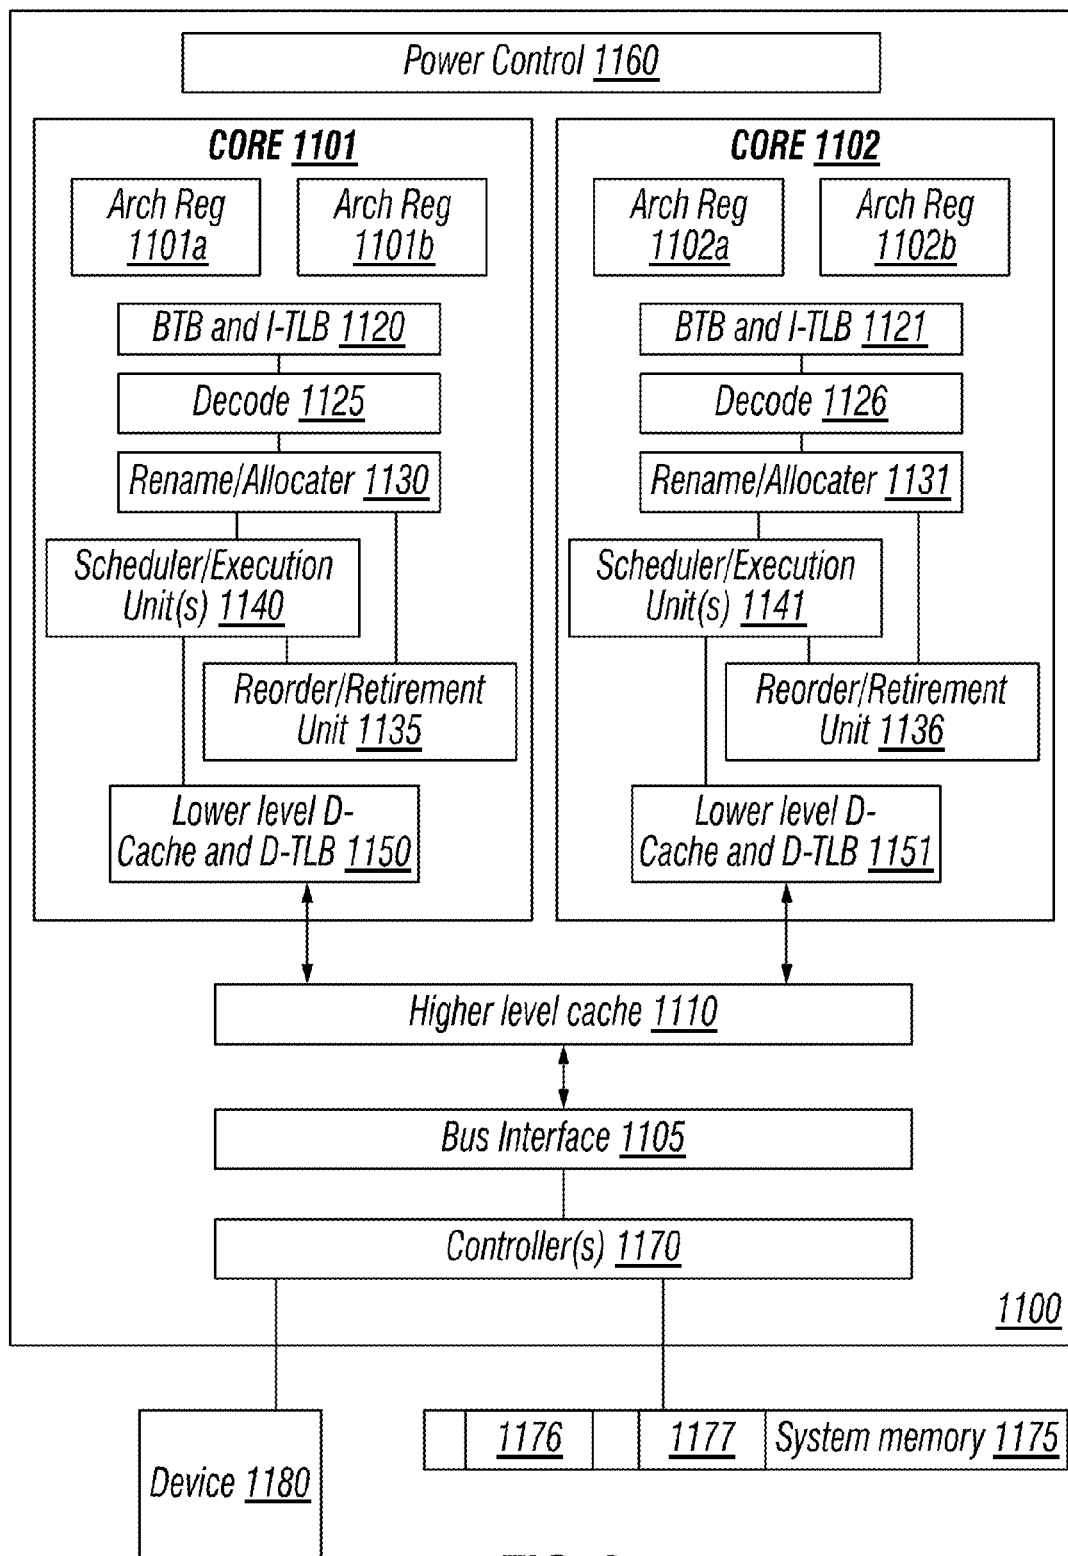 Power Control 1160
CORE 1101
Arch Reg
1101a
Arch Reg
1101b
BTB and I-TLB 1120
Decode 1125
Rename/Allocater 1130
Scheduler/Execution
Unit(s) 1140
Reorder/Retirement
Unit 1135
Lower level D-
Cache and D-TLB 1150
CORE 1102
Arch Reg
1102a
Arch Reg
1102b
BTB and I-TLB 1121
Decode 1126
Rename/Allocater 1131
Scheduler/Execution
Unit(s) 1141
Reorder/Retirement
Unit 1136
Lower level D-
Cache and D-TLB 1151
Higher level cache 1110
Bus Interface 1105
Controller(s) 1170
1100
Device 1180
1176
1177
System memory 1175